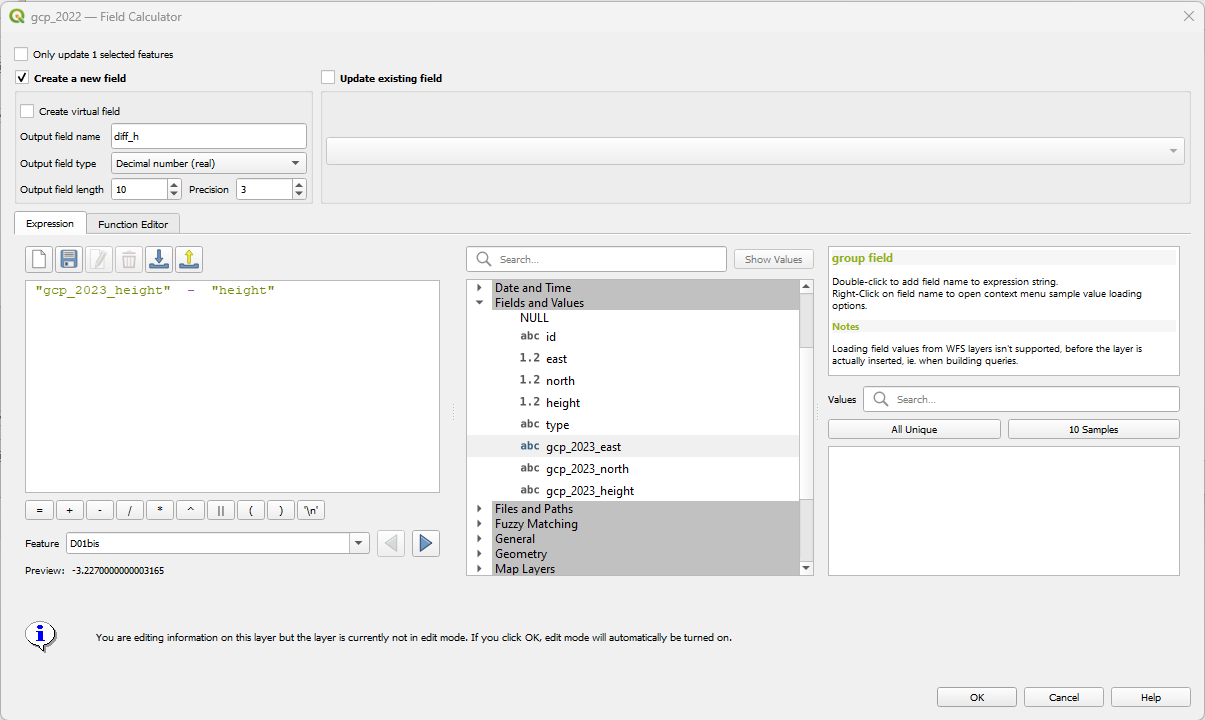 gcp_2022 — Field Calculator
Only update 1 selected features
Create a new field
Update existing field
Create virtual field
Output field name diff_h
Output field type Decimal number (real)
Output field length 10 Precision 3
Expression Function Editor
Search...
Show Values
"gcp_2023_height" - "height"
Date and Time
Fields and Values
NULL
abc id
1.2 east
1.2 north
1.2 height
abc type
abc gcp_2023_east
abc gcp_2023_north
abc gcp_2023_height
Files and Paths
Fuzzy Matching
General
Geometry
Map Layers
group field
Double-click to add field name to expression string.
Right-Click on field name to open context menu sample value loading
options.
Notes
Loading field values from WFS layers isn't supported, before the layer is
actually inserted, ie. when building queries.
Values Search...
All Unique 10 Samples
= + - / * ^ || ( ) '\n'
Feature D01bis
Preview: -3.2270000000003165
You are editing information on this layer but the layer is currently not in edit mode. If you click OK, edit mode will automatically be turned on.
OK Cancel Help